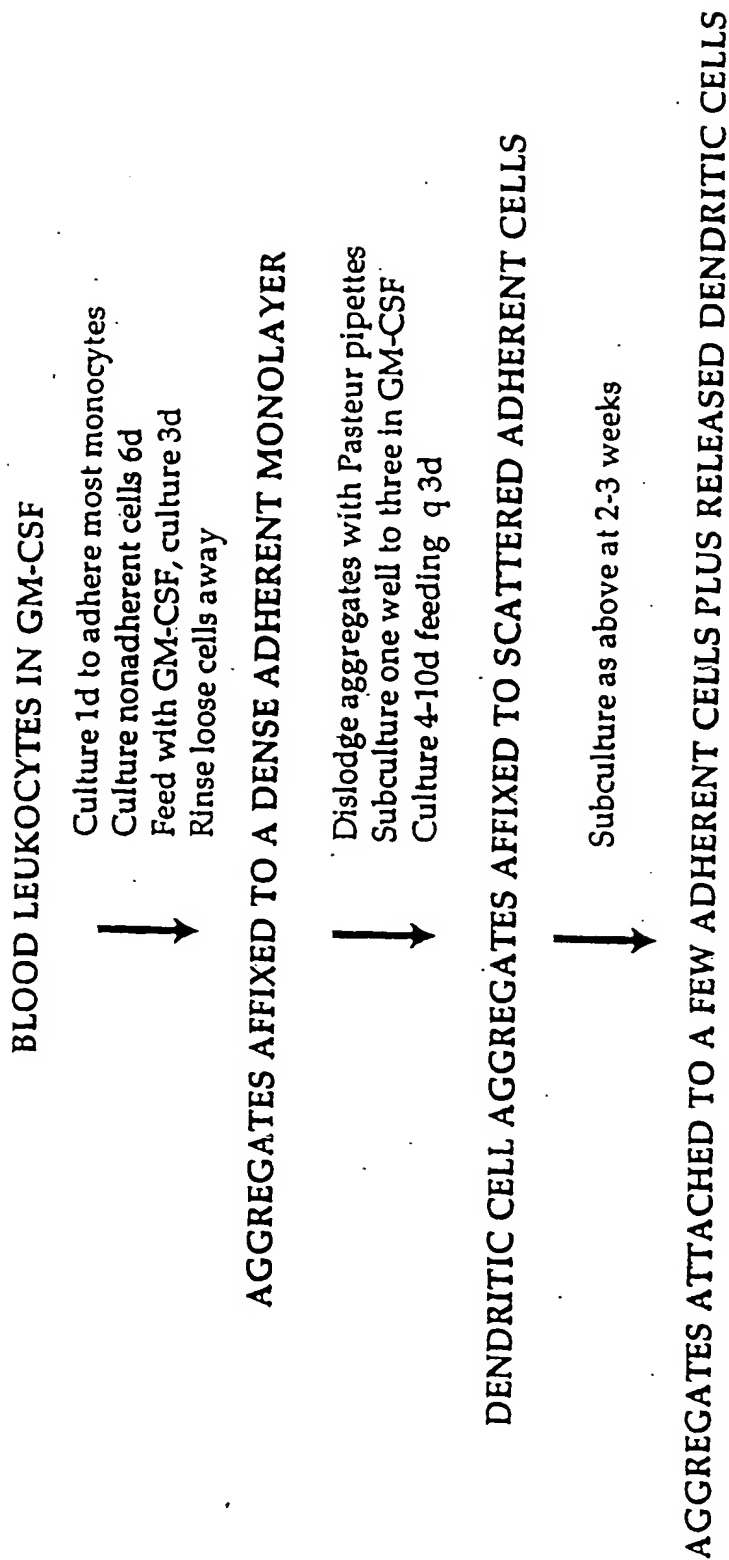 BLOOD LEUKOCYTES IN GM-CSF
Culture 1d to adhere most monocytes
Culture nonadherent cells 6d
Feed with GM-CSF, culture 3d
Rinse loose cells away
AGGREGATES AFFIXED TO A DENSE ADHERENT MONOLAYER
Dislodge aggregates with Pasteur pipettes
Subculture one well to three in GM-CSF
Culture 4-10d feeding q 3d
DENDRITIC CELL AGGREGATES AFFIXED TO SCATTERED ADHERENT CELLS
Subculture as above at 2-3 weeks
AGGREGATES ATTACHED TO A FEW ADHERENT CELLS PLUS RELEASED DENDRITIC CELLS